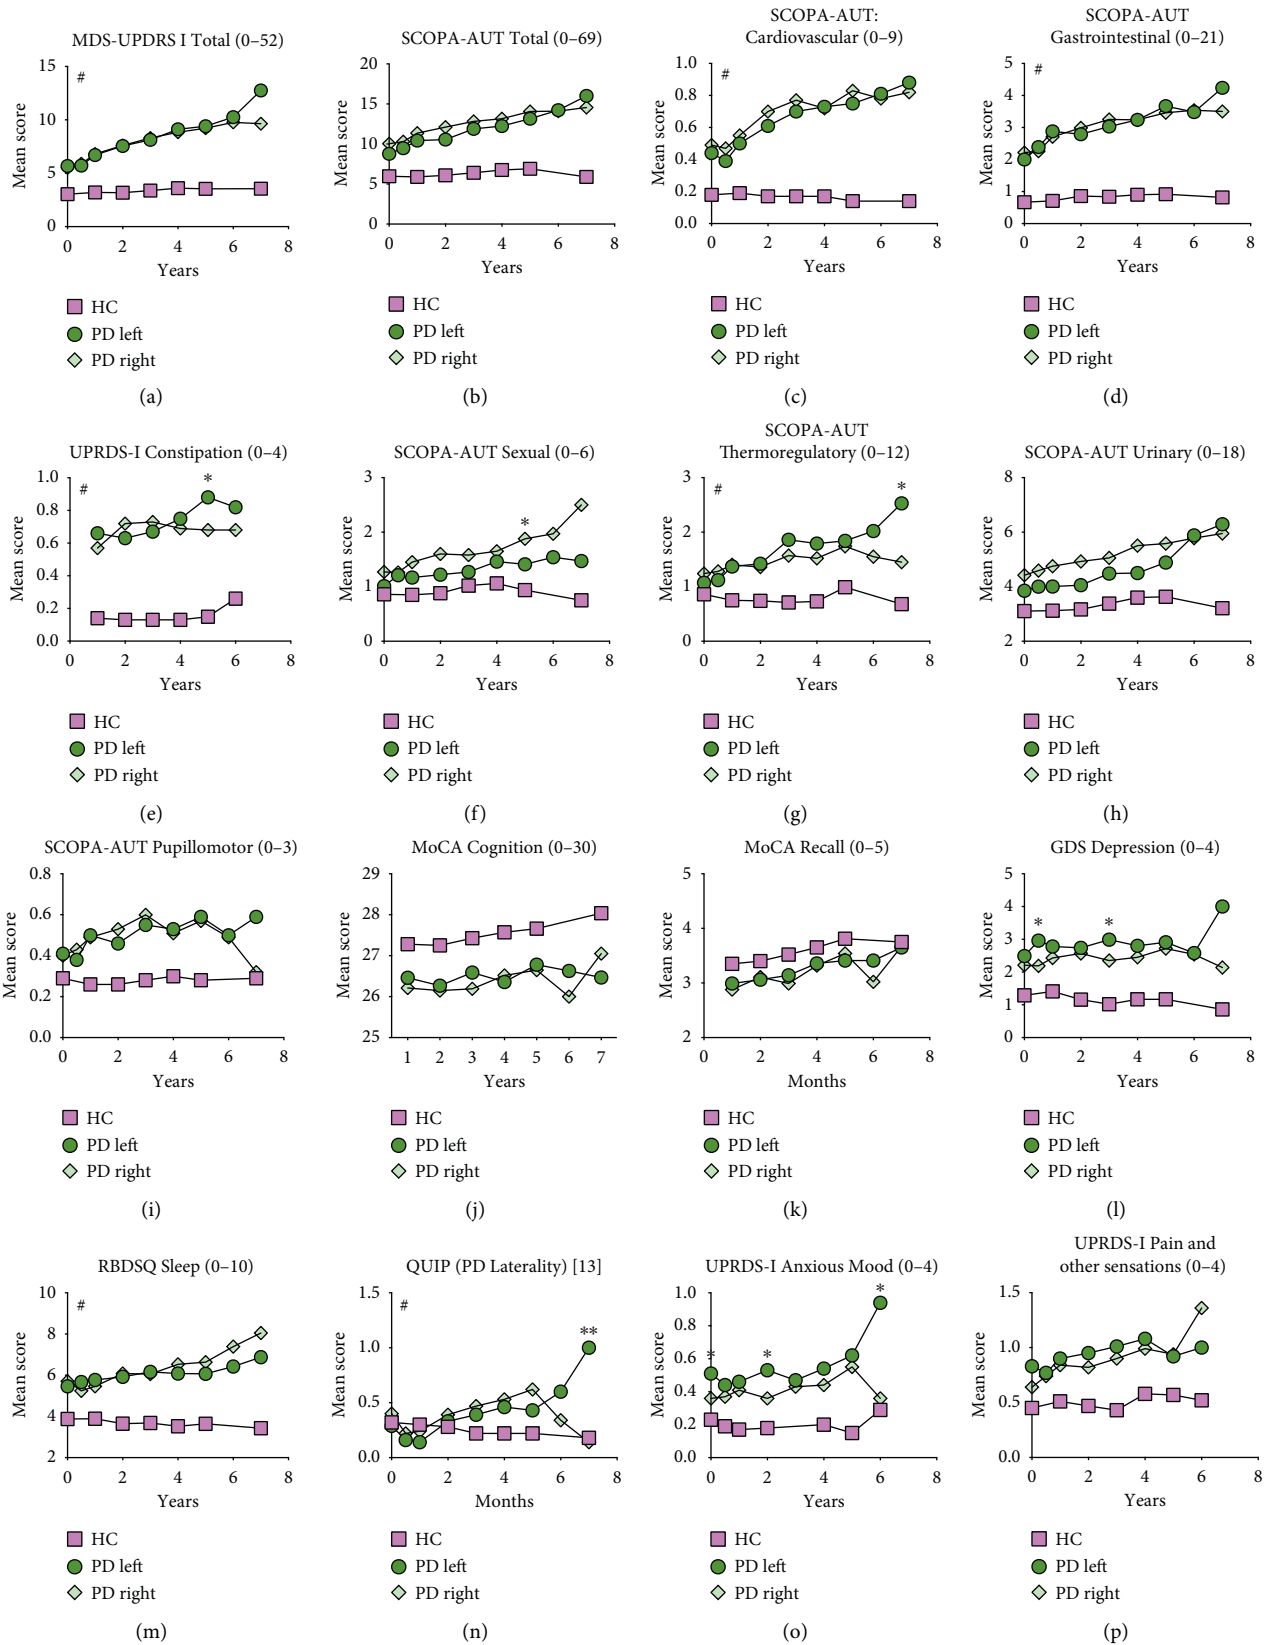 MDS-UPDRS I Total (0–52)
#
Mean score
15
10
5
0
0 2 4 6 8
Years
HC
PD left
PD right
(a)
SCOPA-AUT Total (0–69)
Mean score
20
15
10
5
0
0 2 4 6 8
Years
HC
PD left
PD right
(b)
SCOPA-AUT:
Cardiovascular (0–9)
#
Mean score
1.0
0.8
0.6
0.4
0.2
0.0
0 2 4 6 8
Years
HC
PD left
PD right
(c)
SCOPA-AUT
Gastrointestinal (0–21)
#
Mean score
5
4
3
2
1
0
0 2 4 6 8
Years
HC
PD left
PD right
(d)
UPRDS-I Constipation (0–4)
#
*
Mean score
1.0
0.8
0.6
0.4
0.2
0.0
0 2 4 6 8
Years
HC
PD left
PD right
(e)
SCOPA-AUT Sexual (0–6)
*
Mean score
3
2
1
0
0 2 4 6 8
Years
HC
PD left
PD right
(f)
SCOPA-AUT
Thermoregulatory (0–12)
#
*
Mean score
3
2
1
0
0 2 4 6 8
Years
HC
PD left
PD right
(g)
SCOPA-AUT Urinary (0–18)
Mean score
8
6
4
2
0 2 4 6 8
Years
HC
PD left
PD right
(h)
SCOPA-AUT Pupillomotor (0–3)
Mean score
0.8
0.6
0.4
0.2
0.0
0 2 4 6 8
Years
HC
PD left
PD right
(i)
MoCA Cognition (0–30)
Mean score
29
28
27
26
25
1 2 3 4 5 6 7
Years
HC
PD left
PD right
(j)
MoCA Recall (0–5)
Mean score
5
4
3
2
0 2 4 6 8
Months
HC
PD left
PD right
(k)
GDS Depression (0–4)
*
*
Mean score
5
4
3
2
1
0
0 2 4 6 8
Years
HC
PD left
PD right
(l)
RBDSQ Sleep (0–10)
#
Mean score
10
8
6
4
2
0 2 4 6 8
Years
HC
PD left
PD right
(m)
QUIP (PD Laterality) [13]
#
**
Mean score
1.5
1.0
0.5
0.0
0 2 4 6 8
Months
HC
PD left
PD right
(n)
UPRDS-I Anxious Mood (0–4)
*
*
*
Mean score
1.0
0.8
0.6
0.4
0.2
0.0
0 2 4 6 8
Years
HC
PD left
PD right
(o)
UPRDS-I Pain and
other sensations (0–4)
Mean score
1.5
1.0
0.5
0.0
0 2 4 6 8
Years
HC
PD left
PD right
(p)